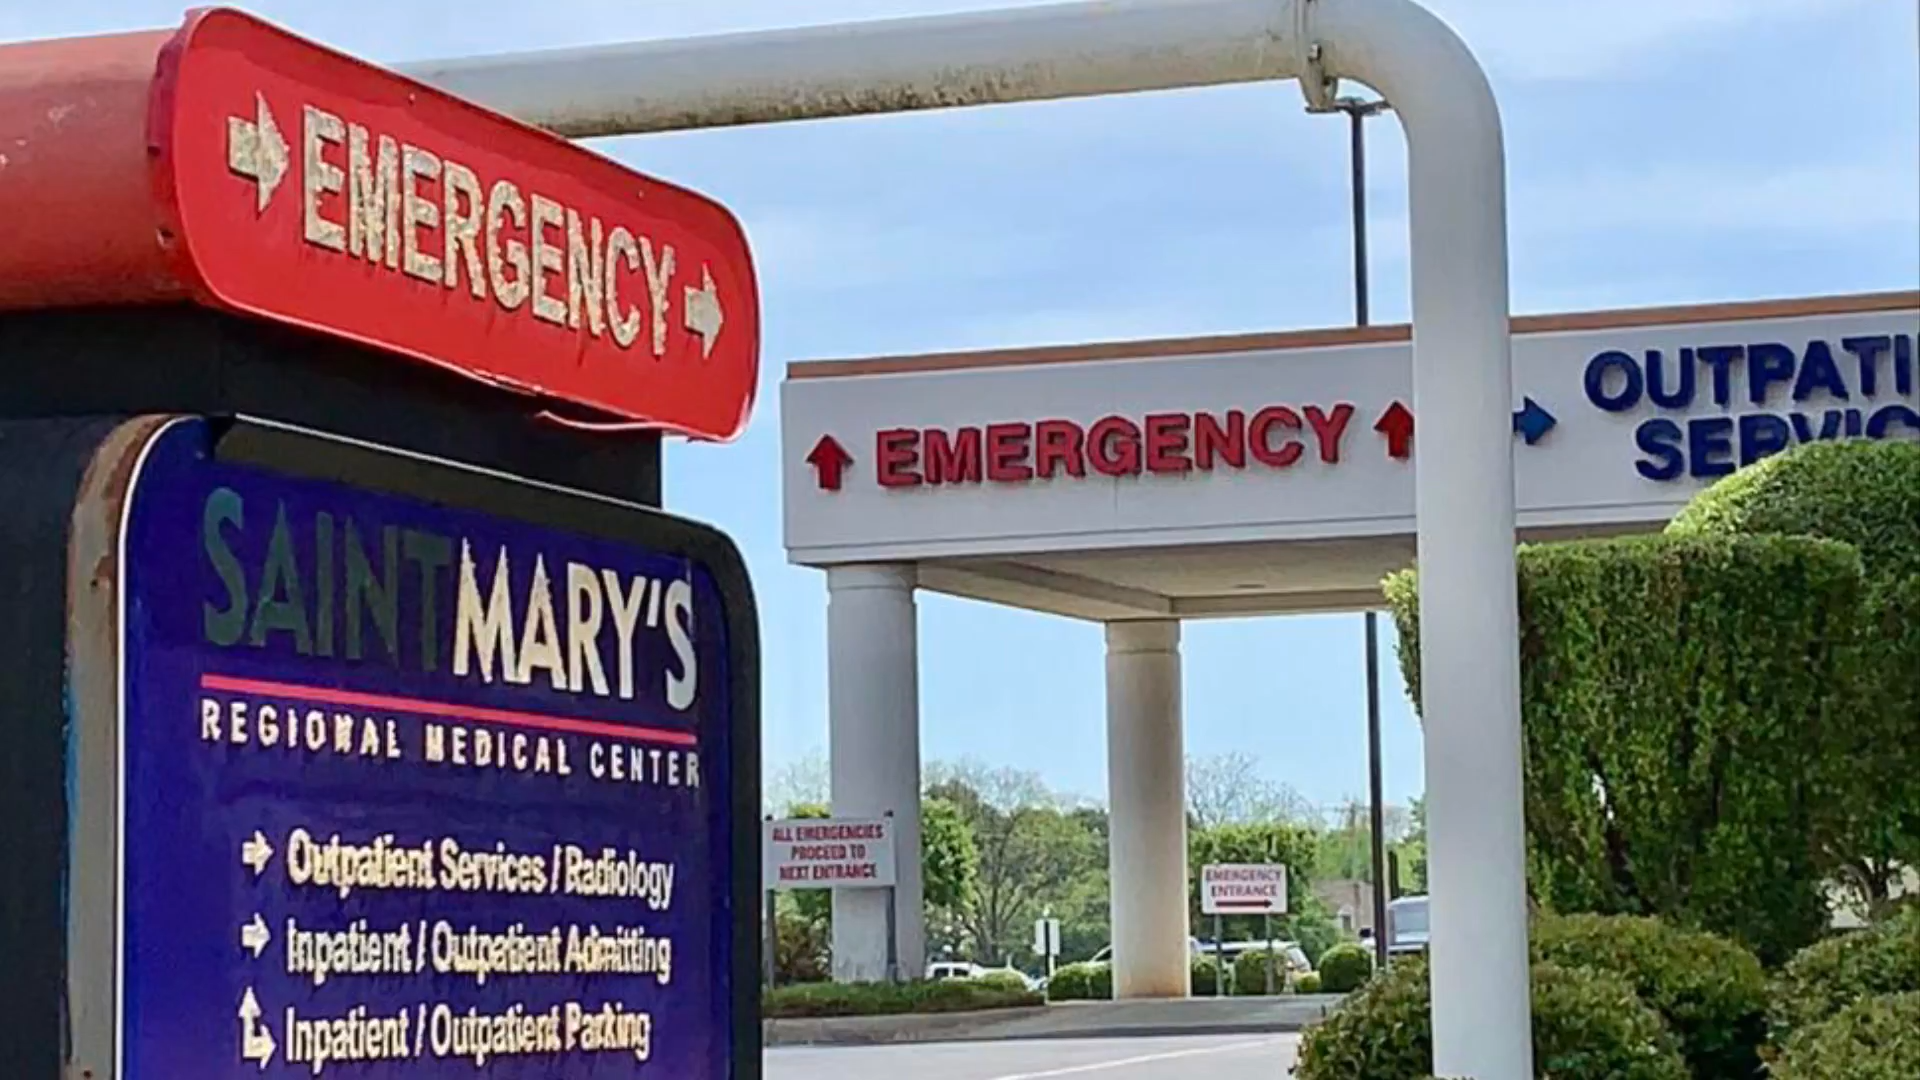 EMERGENCY
SAINT MARY'S
REGIONAL MEDICAL CENTER
Outpatient Services / Radiology
Inpatient / Outpatient Admitting
Inpatient / Outpatient Parking
EMERGENCY
OUTPATI
SERVIC
ALL EMERGENCIES
PROCEED TO
NEXT ENTRANCE
EMERGENCY
ENTRANCE